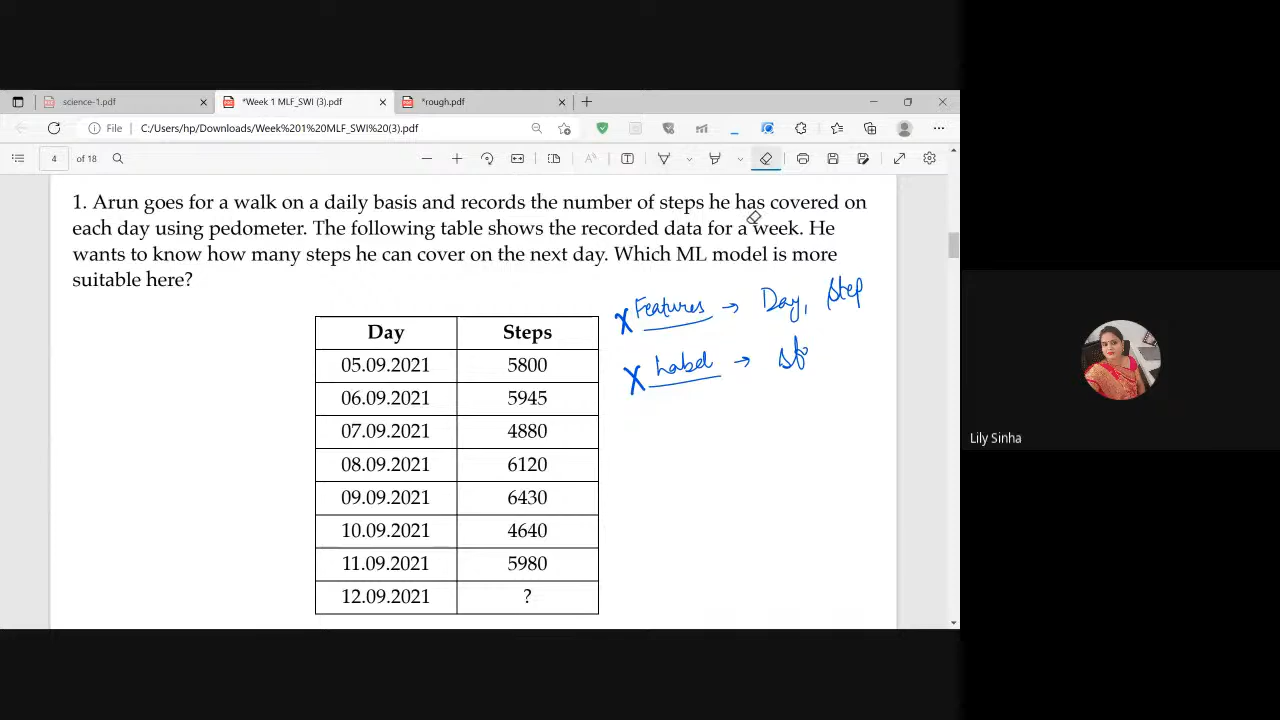 science-1.pdf
*Week 1 MLF_SWI (3).pdf
*rough.pdf
File
C:/Users/hp/Downloads/Week%201%20MLF_SWI%20(3).pdf
4 of 18
1. Arun goes for a walk on a daily basis and records the number of steps he has covered on
each day using pedometer. The following table shows the recorded data for a week. He
wants to know how many steps he can cover on the next day. Which ML model is more
suitable here?
X Features → Day, Step
X Label → st
Day Steps
05.09.2021 5800
06.09.2021 5945
07.09.2021 4880
08.09.2021 6120
09.09.2021 6430
10.09.2021 4640
11.09.2021 5980
12.09.2021 ?
Lily Sinha